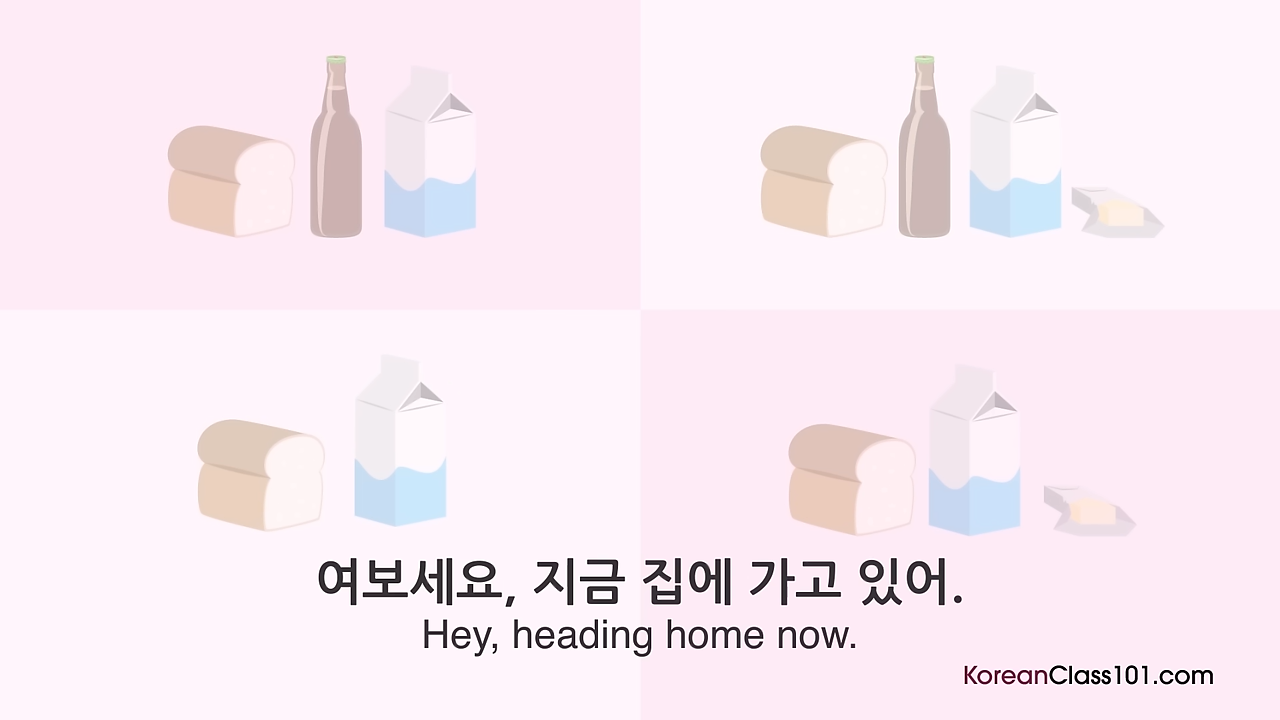 여보세요, 지금 집에 가고 있어.
Hey, heading home now.
KoreanClass101.com